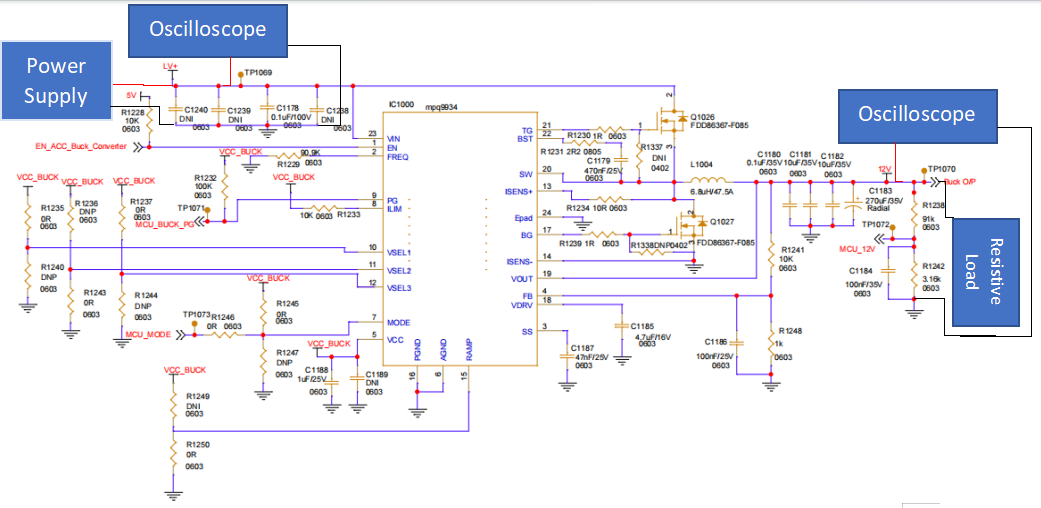 Oscilloscope
Power
Supply
Oscilloscope
Resistive
Load
LV+
TP1069
5V
R1228
10K
0603
C1240
DNI
0603
C1239
DNI
0603
C1178
0.1uF/100V
0603
C1238
DNI
0603
EN_ACC_Buck_Converter
VCC_BUCK
90.9K
R1229 0603
IC1000 mpq9934
23 VIN
1 EN
2 FREQ
9 PG
8 ILIM
10 VSEL1
11 VSEL2
12 VSEL3
7 MODE
5 VCC
PGND
16
AGND
6
RAMP
15
TG 21
BST 22
SW 20
ISENS+ 13
Epad 24
BG 17
ISENS- 14
VOUT 19
FB 4
VDRV 18
SS 3
VCC_BUCK
R1235
0R
0603
VCC_BUCK
R1236
DNP
0603
VCC_BUCK
R1237
0R
0603
R1232
100K
0603
TP1071
MCU_BUCK_PG
VCC_BUCK
10K 0603 R1233
R1240
DNP
0603
R1243
0R
0603
R1244
DNP
0603
VCC_BUCK
R1245
0R
0603
TP1073
R1246
0R 0603
MCU_MODE
R1247
DNP
0603
VCC_BUCK
C1188
1uF/25V
0603
C1189
DNI
0603
VCC_BUCK
R1249
DNI
0603
R1250
0R
0603
R1230 1R 0603
R1231 2R2 0805
C1179
470nF/25V
0603
R1337
DNI
0402
1
2
3
Q1026
FDD86367-F085
L1004
6.8uH/47.5A
R1234 10R 0603
R1239 1R 0603
R1338DNP0402
1
2
3
Q1027
FDD86367-F085
C1180
0.1uF/35V
0603
C1181
10uF/35V
C1182
10uF/35V
12V
TP1070
Buck O/P
C1183
270uF/35V
Radial
R1238
91k
0603
TP1072
MCU_12V
C1184
100nF/35V
0603
R1242
3.16k
0603
R1241
10K
0603
R1248
1k
0603
C1185
4.7uF/16V
0603
C1186
100nF/25V
0603
C1187
47nF/25V
0603